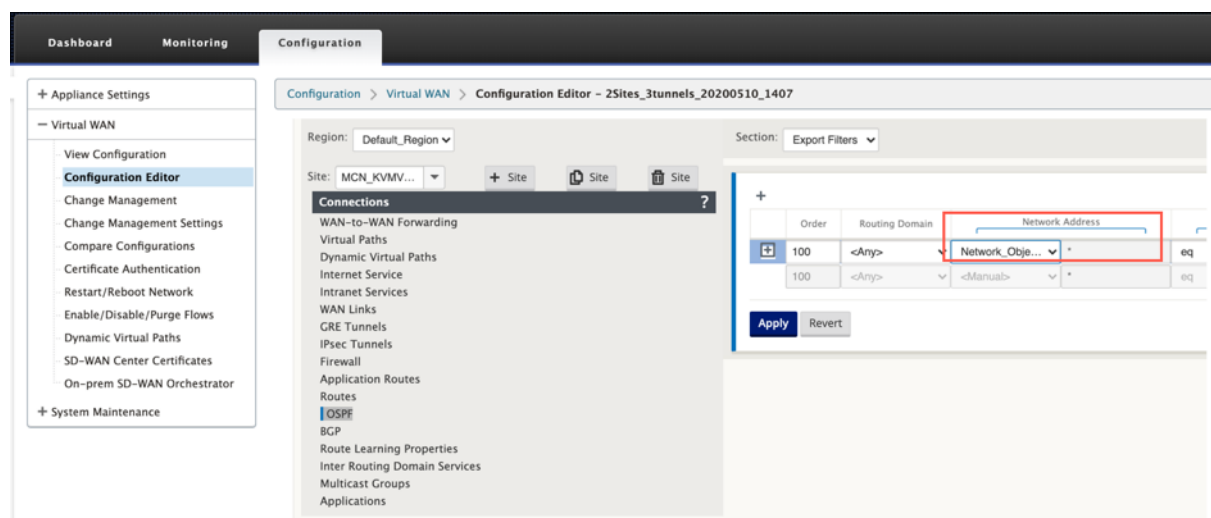 Dashboard Monitoring Configuration
+ Appliance Settings
− Virtual WAN
View Configuration
Configuration Editor
Change Management
Change Management Settings
Compare Configurations
Certificate Authentication
Restart/Reboot Network
Enable/Disable/Purge Flows
Dynamic Virtual Paths
SD-WAN Center Certificates
On-prem SD-WAN Orchestrator
+ System Maintenance
Configuration > Virtual WAN > Configuration Editor - 2Sites_3tunnels_20200510_1407
Region: Default_Region
Site: MCN_KVMV... + Site Site Site
Connections ?
WAN-to-WAN Forwarding
Virtual Paths
Dynamic Virtual Paths
Internet Service
Intranet Services
WAN Links
GRE Tunnels
IPsec Tunnels
Firewall
Application Routes
Routes
OSPF
BGP
Route Learning Properties
Inter Routing Domain Services
Multicast Groups
Applications
Section: Export Filters
+
Order Routing Domain Network Address
+ 100 <Any> Network_Obje... * eq
100 <Any> <Manual> * eq
Apply Revert